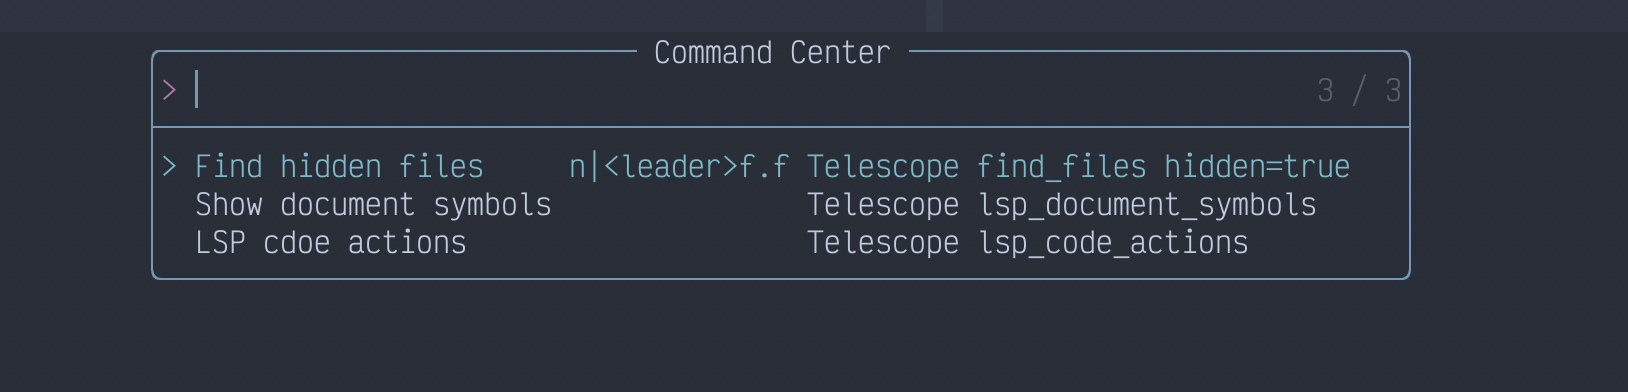 Command Center
> 3 / 3
> Find hidden files n|<leader>f.f Telescope find_files hidden=true
Show document symbols Telescope lsp_document_symbols
LSP cdoe actions Telescope lsp_code_actions